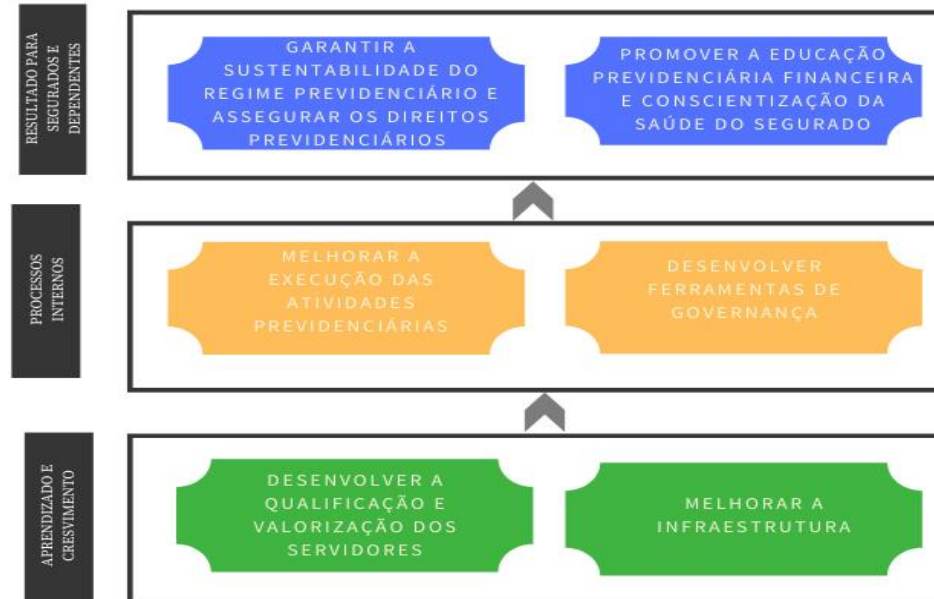 RESULTADO PARA
SEGURADOS E
DEPENDENTES
GARANTIR A
SUSTENTABILIDADE DO
REGIME PREVIDENCIÁRIO E
ASSEGURAR OS DIREITOS
PREVIDENCIÁRIOS
PROMOVER A EDUCAÇÃO
PREVIDENCIÁRIA FINANCEIRA
E CONSCIENTIZAÇÃO DA
SAÚDE DO SEGURADO
PROCESSOS
INTERNOS
MELHORAR A
EXECUÇÃO DAS
ATIVIDADES
PREVIDENCIÁRIAS
DESENVOLVER
FERRAMENTAS DE
GOVERNANÇA
APRENDIZADO E
CRESVIMENTO
DESENVOLVER A
QUALIFICAÇÃO E
VALORIZAÇÃO DOS
SERVIDORES
MELHORAR A
INFRAESTRUTURA